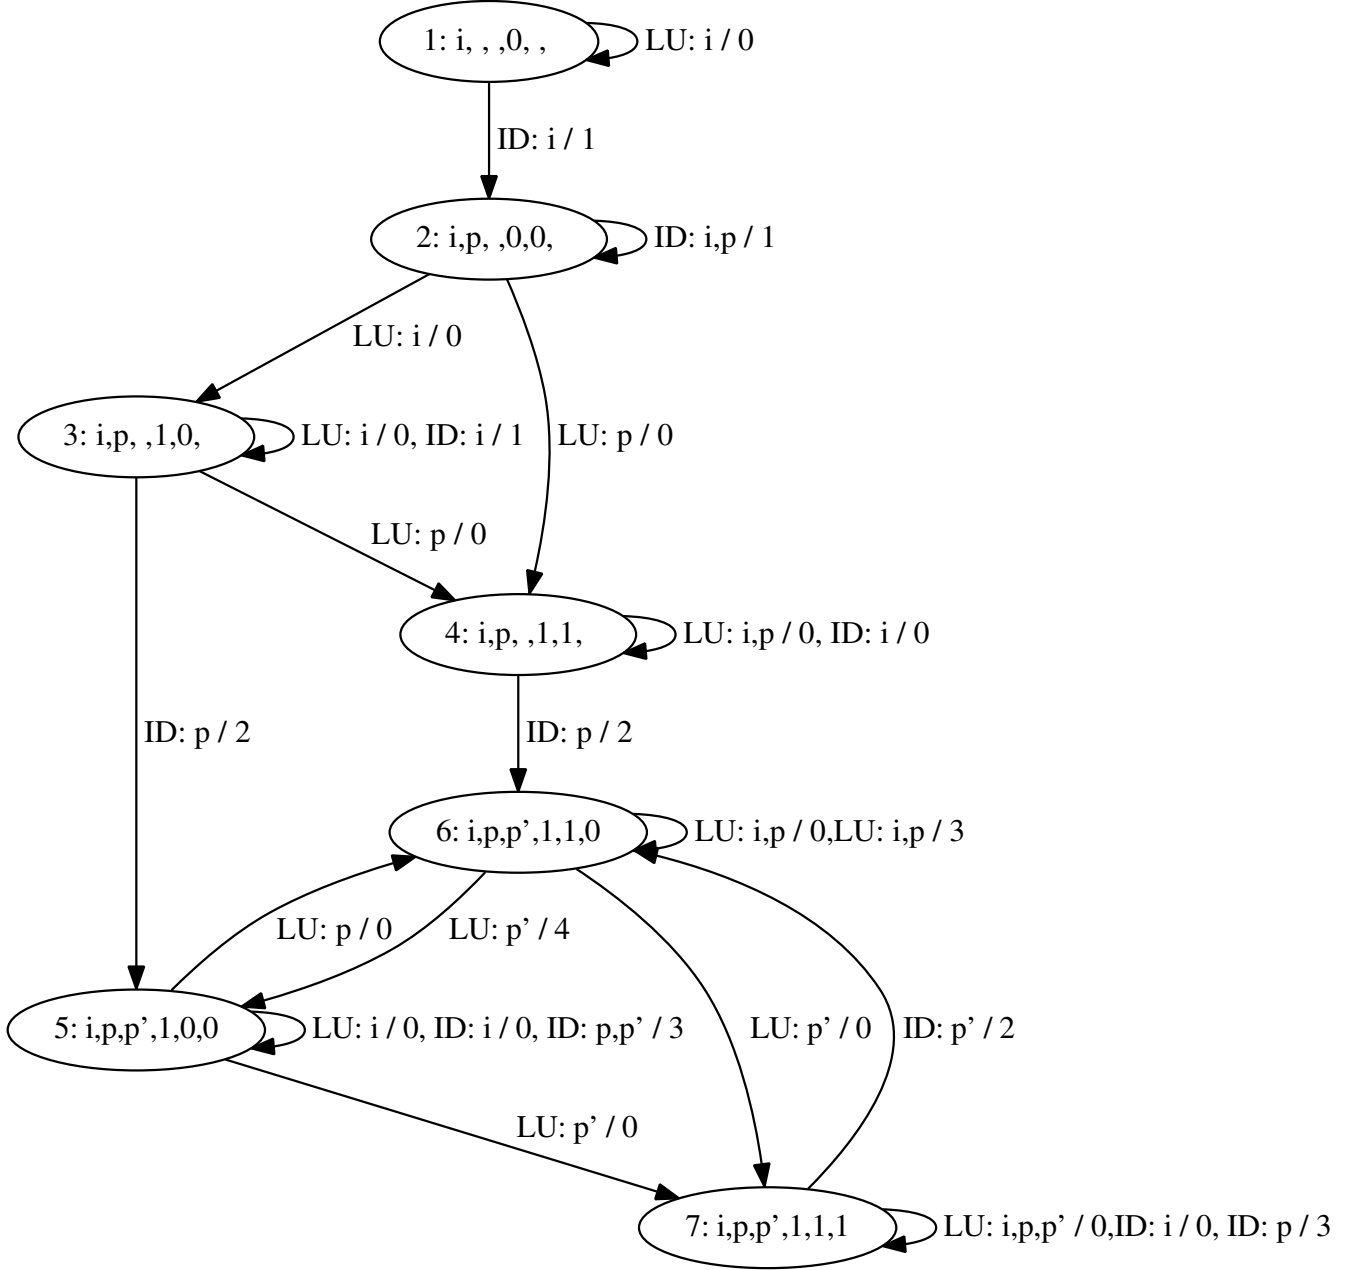 1: i, , ,0, ,
LU: i / 0
ID: i / 1
2: i,p, ,0,0,
ID: i,p / 1
LU: i / 0
3: i,p, ,1,0,
LU: i / 0, ID: i / 1
LU: p / 0
LU: p / 0
4: i,p, ,1,1,
LU: i,p / 0, ID: i / 0
ID: p / 2
ID: p / 2
6: i,p,p’,1,1,0
LU: i,p / 0,LU: i,p / 3
LU: p / 0
LU: p’ / 4
5: i,p,p’,1,0,0
LU: i / 0, ID: i / 0, ID: p,p’ / 3
LU: p’ / 0
ID: p’ / 2
LU: p’ / 0
7: i,p,p’,1,1,1
LU: i,p,p’ / 0,ID: i / 0, ID: p / 3